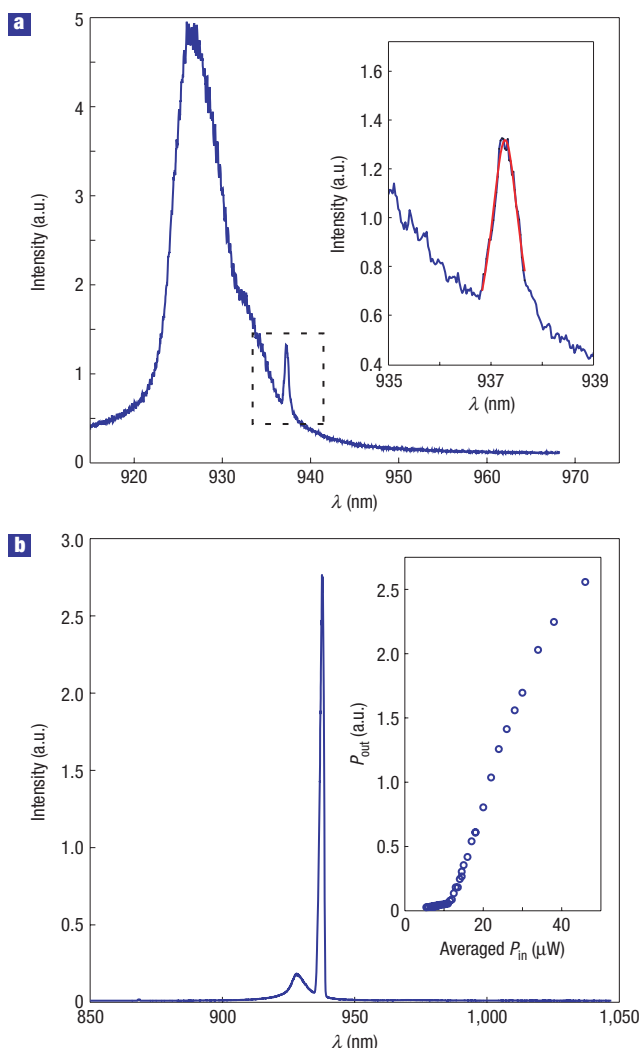 a
5
4
3
2
1
0
Intensity (a.u.)
920 930 940 950 960 970
λ (nm)
1.6
1.4
1.2
1.0
0.8
0.6
0.4
Intensity (a.u.)
935 937 939
λ (nm)
b
3.0
2.5
2.0
1.5
1.0
0.5
0
Intensity (a.u.)
850 900 950 1,000 1,050
λ (nm)
2.5
2.0
1.5
1.0
0.5
0
Pout (a.u.)
0 20 40
Averaged Pin (μW)